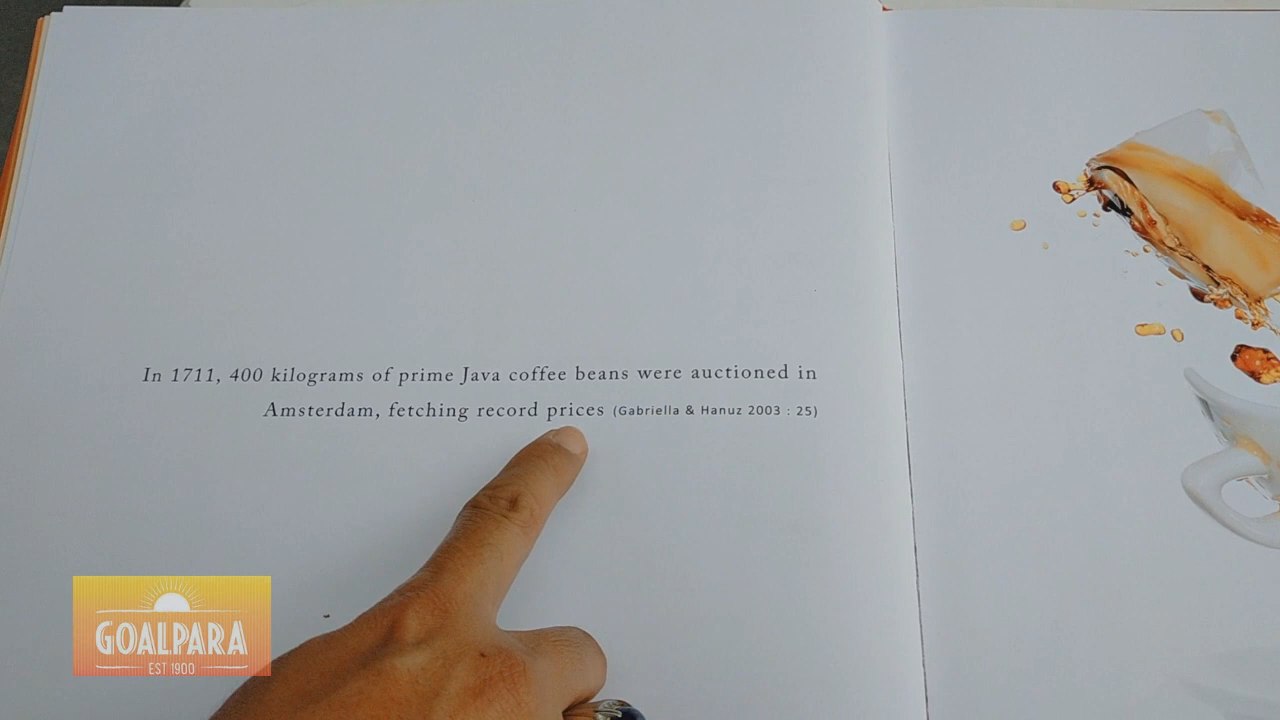 In 1711, 400 kilograms of prime Java coffee beans were auctioned in
Amsterdam, fetching record prices (Gabriella & Hanuz 2003 : 25)
GOALPARA
EST 1900